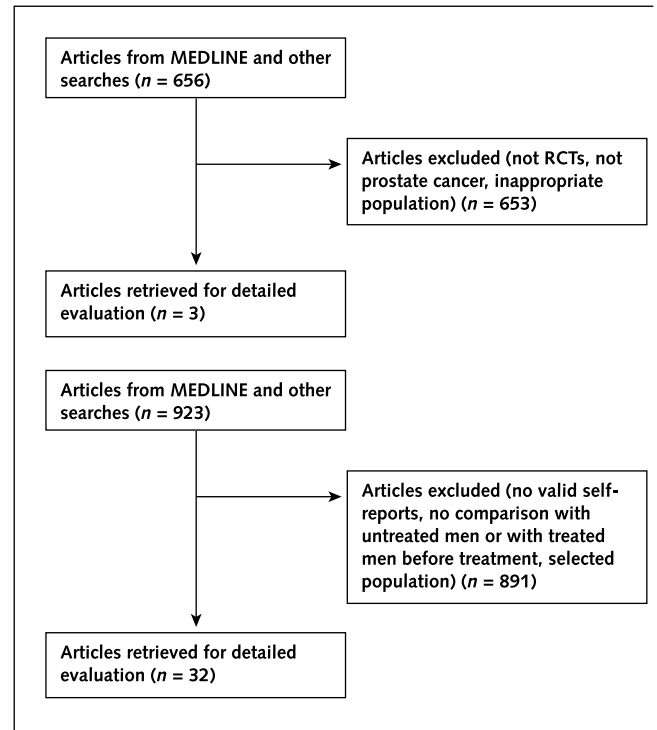 Articles from MEDLINE and other
searches (n = 656)
Articles excluded (not RCTs, not
prostate cancer, inappropriate
population) (n = 653)
Articles retrieved for detailed
evaluation (n = 3)
Articles from MEDLINE and other
searches (n = 923)
Articles excluded (no valid self-
reports, no comparison with
untreated men or with treated
men before treatment, selected
population) (n = 891)
Articles retrieved for detailed
evaluation (n = 32)